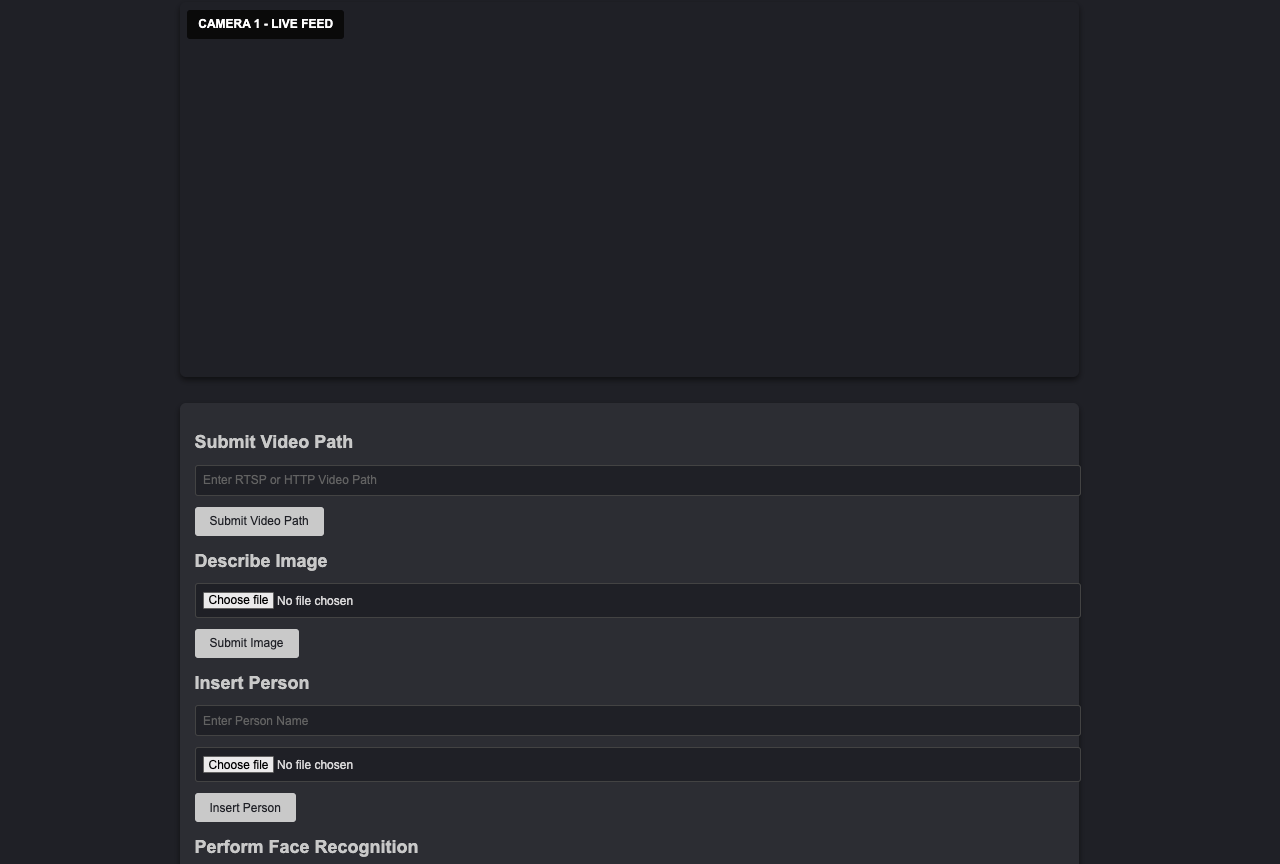 CAMERA 1 - LIVE FEED
Submit Video Path
Enter RTSP or HTTP Video Path
Submit Video Path
Describe Image
Choose file No file chosen
Submit Image
Insert Person
Enter Person Name
Choose file No file chosen
Insert Person
Perform Face Recognition